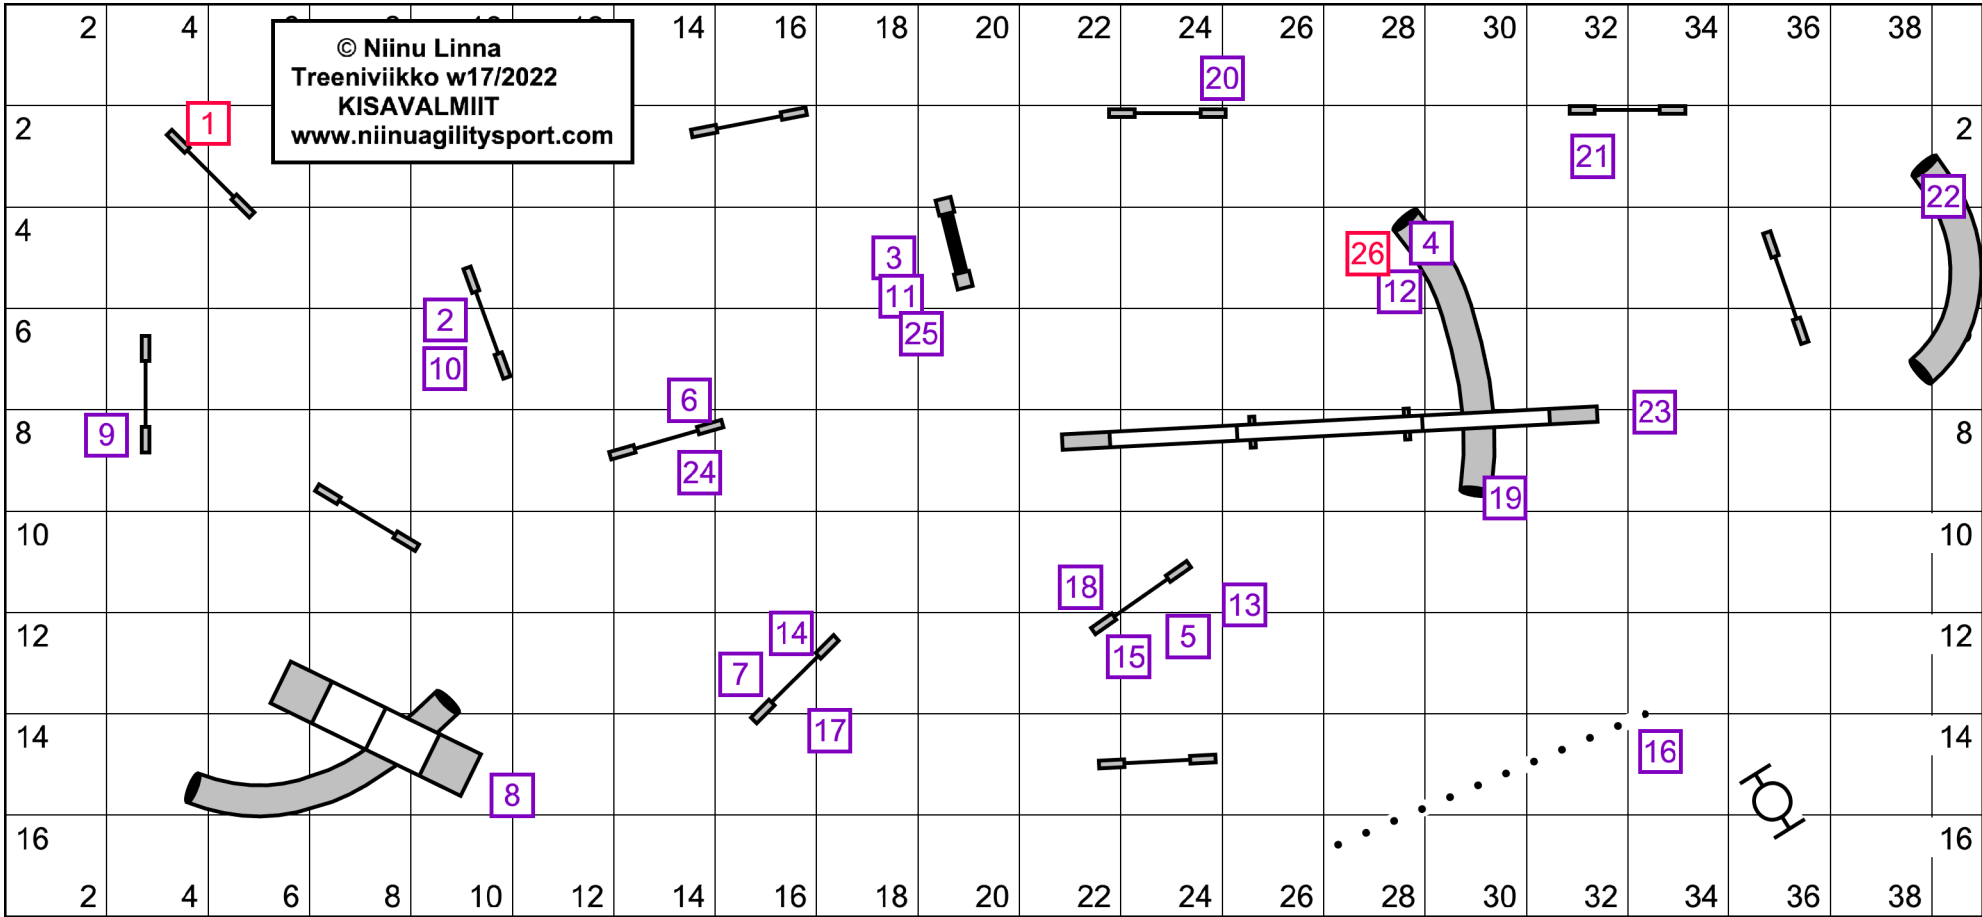 2 4 6 8 14 16 18 20 22 24 26 28 30 32 34 36 38
© Niinu Linna
Treeniviikko w17/2022
KISAVALMIIT
www.niinuagilitysport.com
20
1
2 2
21
22
4
3 26 4
11 12
2 25
6
10
6 23
8 9 24 8
19
10 10
18 13
12 14 5 12
7 15
17
14 16 14
8
16 16
2 4 6 8 10 12 14 16 18 20 22 24 26 28 30 32 34 36 38